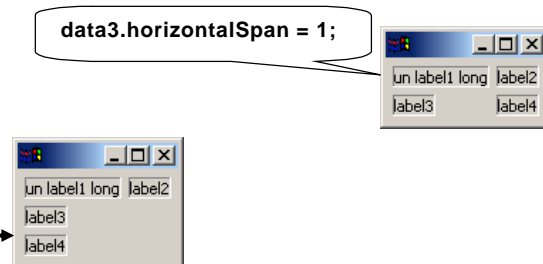 data3.horizontalSpan = 1;
un label1 long label2
label3 label4
un label1 long label2
label3
label4